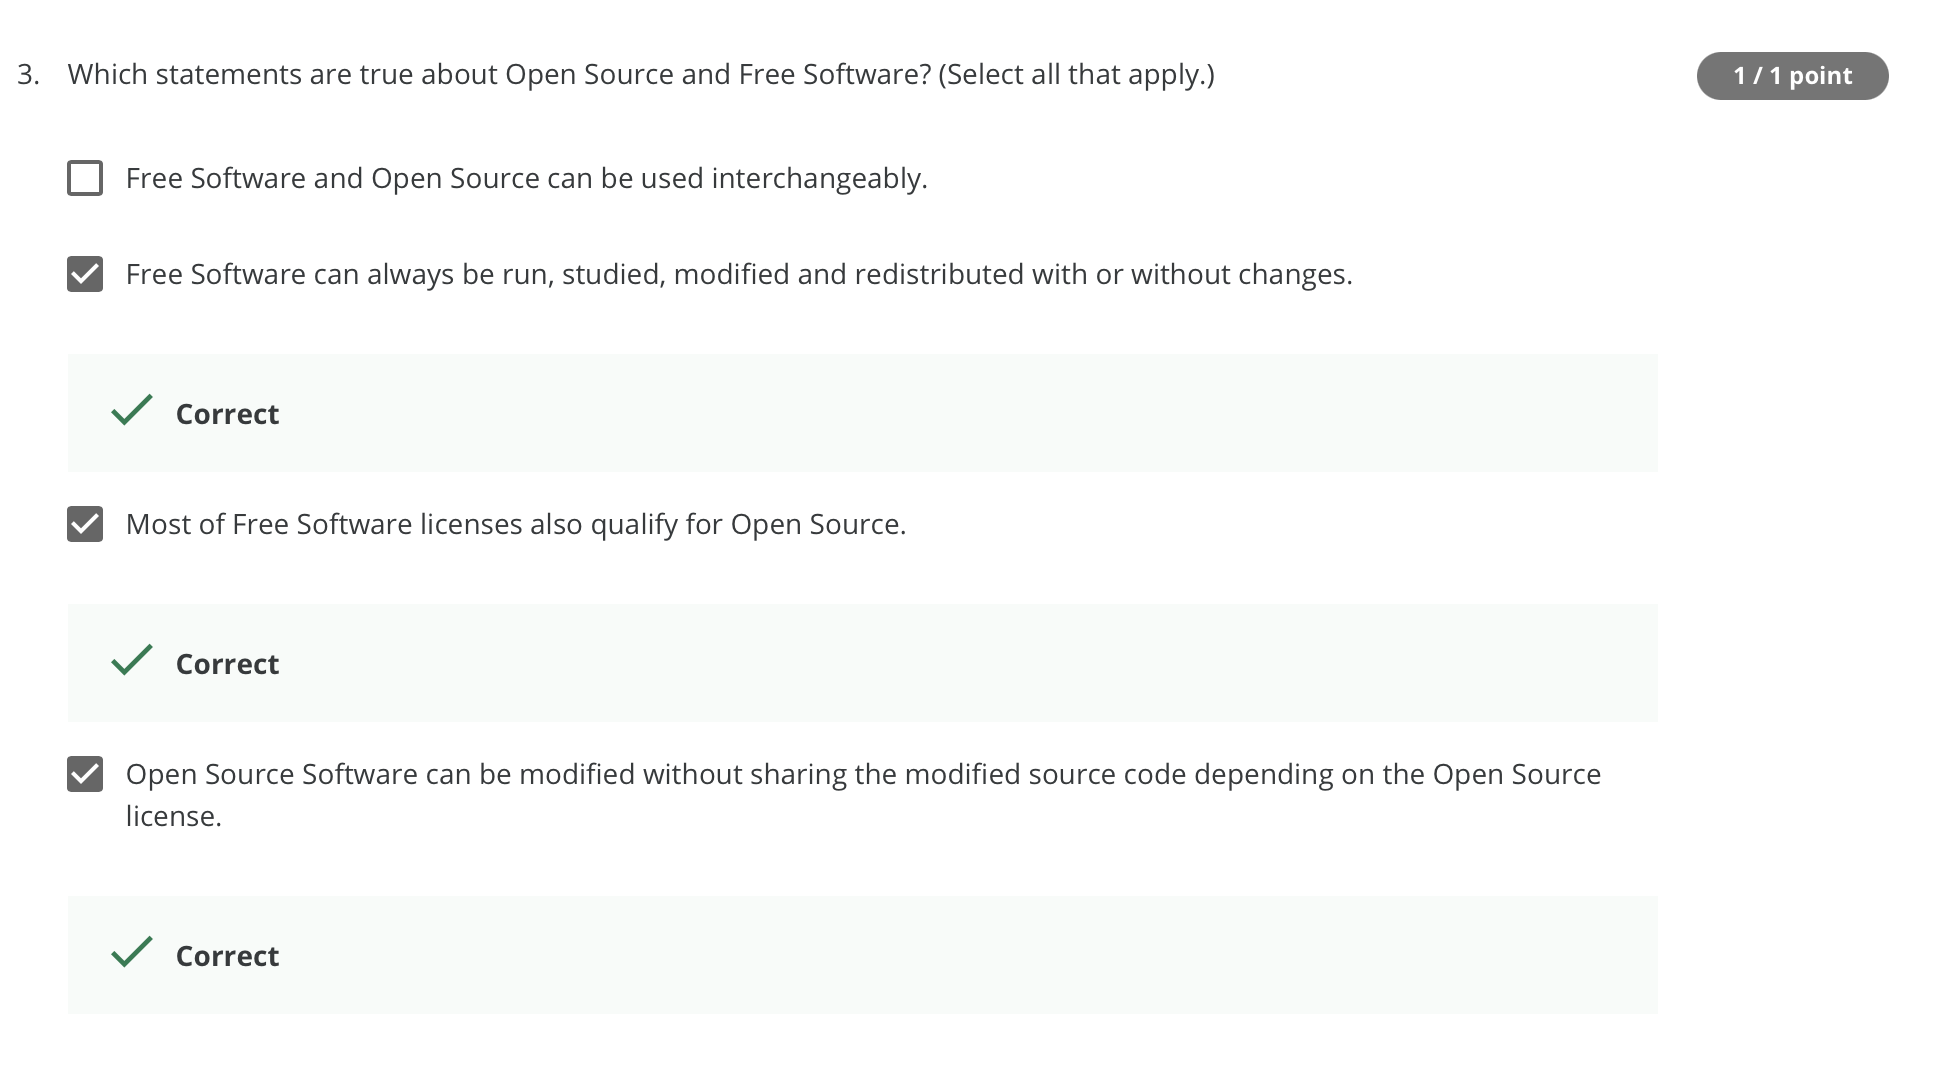 3. Which statements are true about Open Source and Free Software? (Select all that apply.)
1 / 1 point
Free Software and Open Source can be used interchangeably.
Free Software can always be run, studied, modified and redistributed with or without changes.
Correct
Most of Free Software licenses also qualify for Open Source.
Correct
Open Source Software can be modified without sharing the modified source code depending on the Open Source
license.
Correct